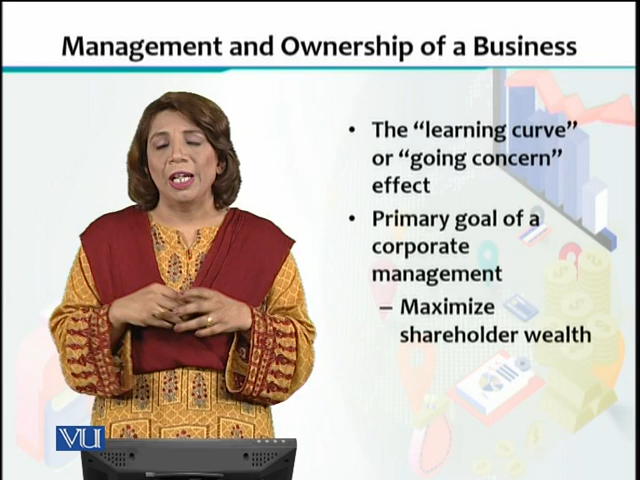 Management and Ownership of a Business
• The “learning curve”
or “going concern”
effect
• Primary goal of a
corporate
management
– Maximize
shareholder wealth
VU